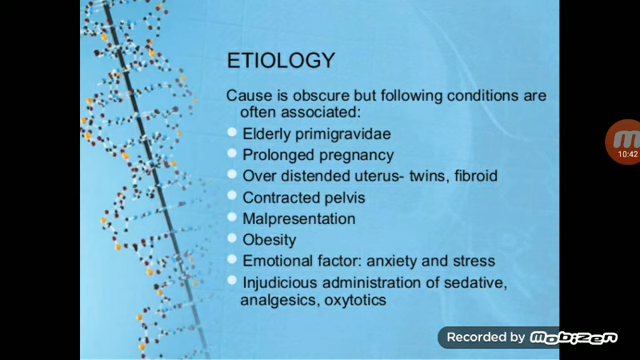 ETIOLOGY
Cause is obscure but following conditions are
often associated:
Elderly primigravidae
Prolonged pregnancy
Over distended uterus- twins, fibroid
Contracted pelvis
Malpresentation
Obesity
Emotional factor: anxiety and stress
Injudicious administration of sedative,
analgesics, oxytotics
10:42
Recorded by mobizen